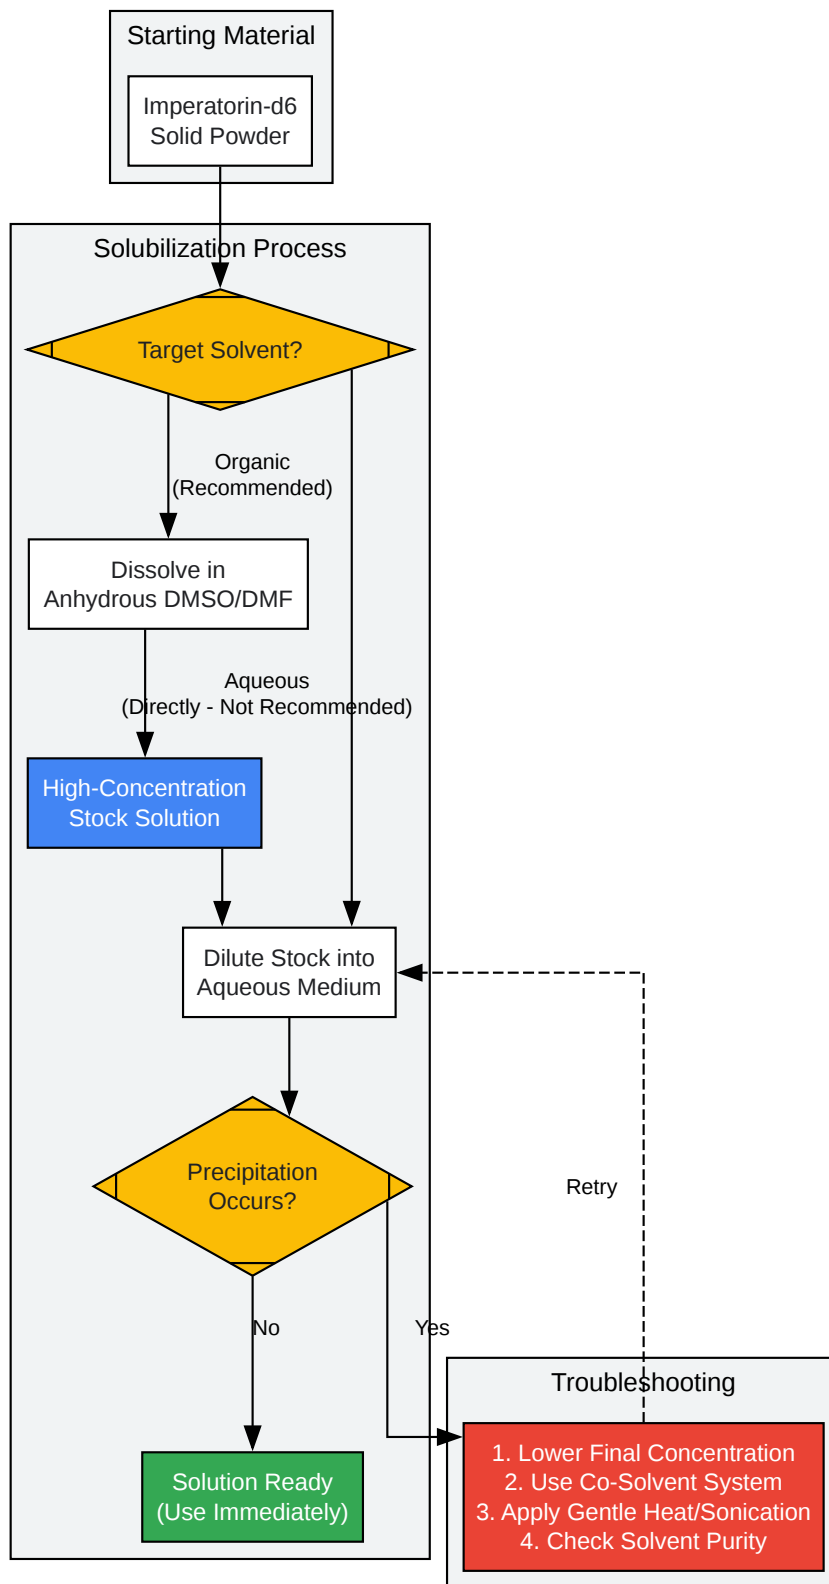 Starting Material
Imperatorin-d6
Solid Powder
Solubilization Process
Target Solvent?
Organic
(Recommended)
Dissolve in
Anhydrous DMSO/DMF
Aqueous
(Directly - Not Recommended)
High-Concentration
Stock Solution
Dilute Stock into
Aqueous Medium
Precipitation
Occurs?
Retry
No
Yes
Troubleshooting
1. Lower Final Concentration
2. Use Co-Solvent System
3. Apply Gentle Heat/Sonication
4. Check Solvent Purity
Solution Ready
(Use Immediately)